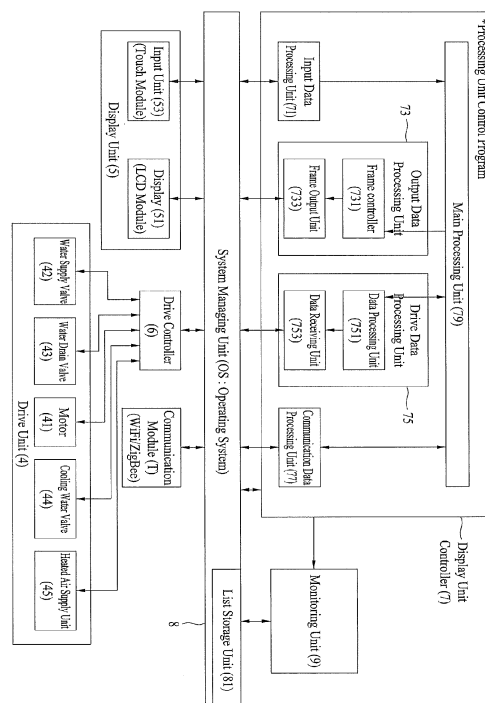 *Processing Unit Control Program
Main Processing Unit (79)
Input Data
Processing Unit (71)
73
Output Data
Processing Unit
Frame controller
(731)
Frame Output Unit
(733)
Drive Data
Processing Unit
Data Processing Unit
(751)
Data Receiving Unit
(753)
75
Communication Data
Processing Unit (77)
Display Unit
Controller (7)
Monitoring Unit (9)
System Managing Unit (OS : Operating System)
List Storage Unit (81)
8
Input Unit (53)
(Touch Module)
Display (51)
(LCD Module)
Display Unit (5)
Drive Controller
(6)
Communication
Module (T)
(WiFi/ZigBee)
Water Supply Valve
(42)
Water Drain Valve
(43)
Motor
(41)
Cooling Water Valve
(44)
Heated Air Supply Unit
(45)
Drive Unit (4)